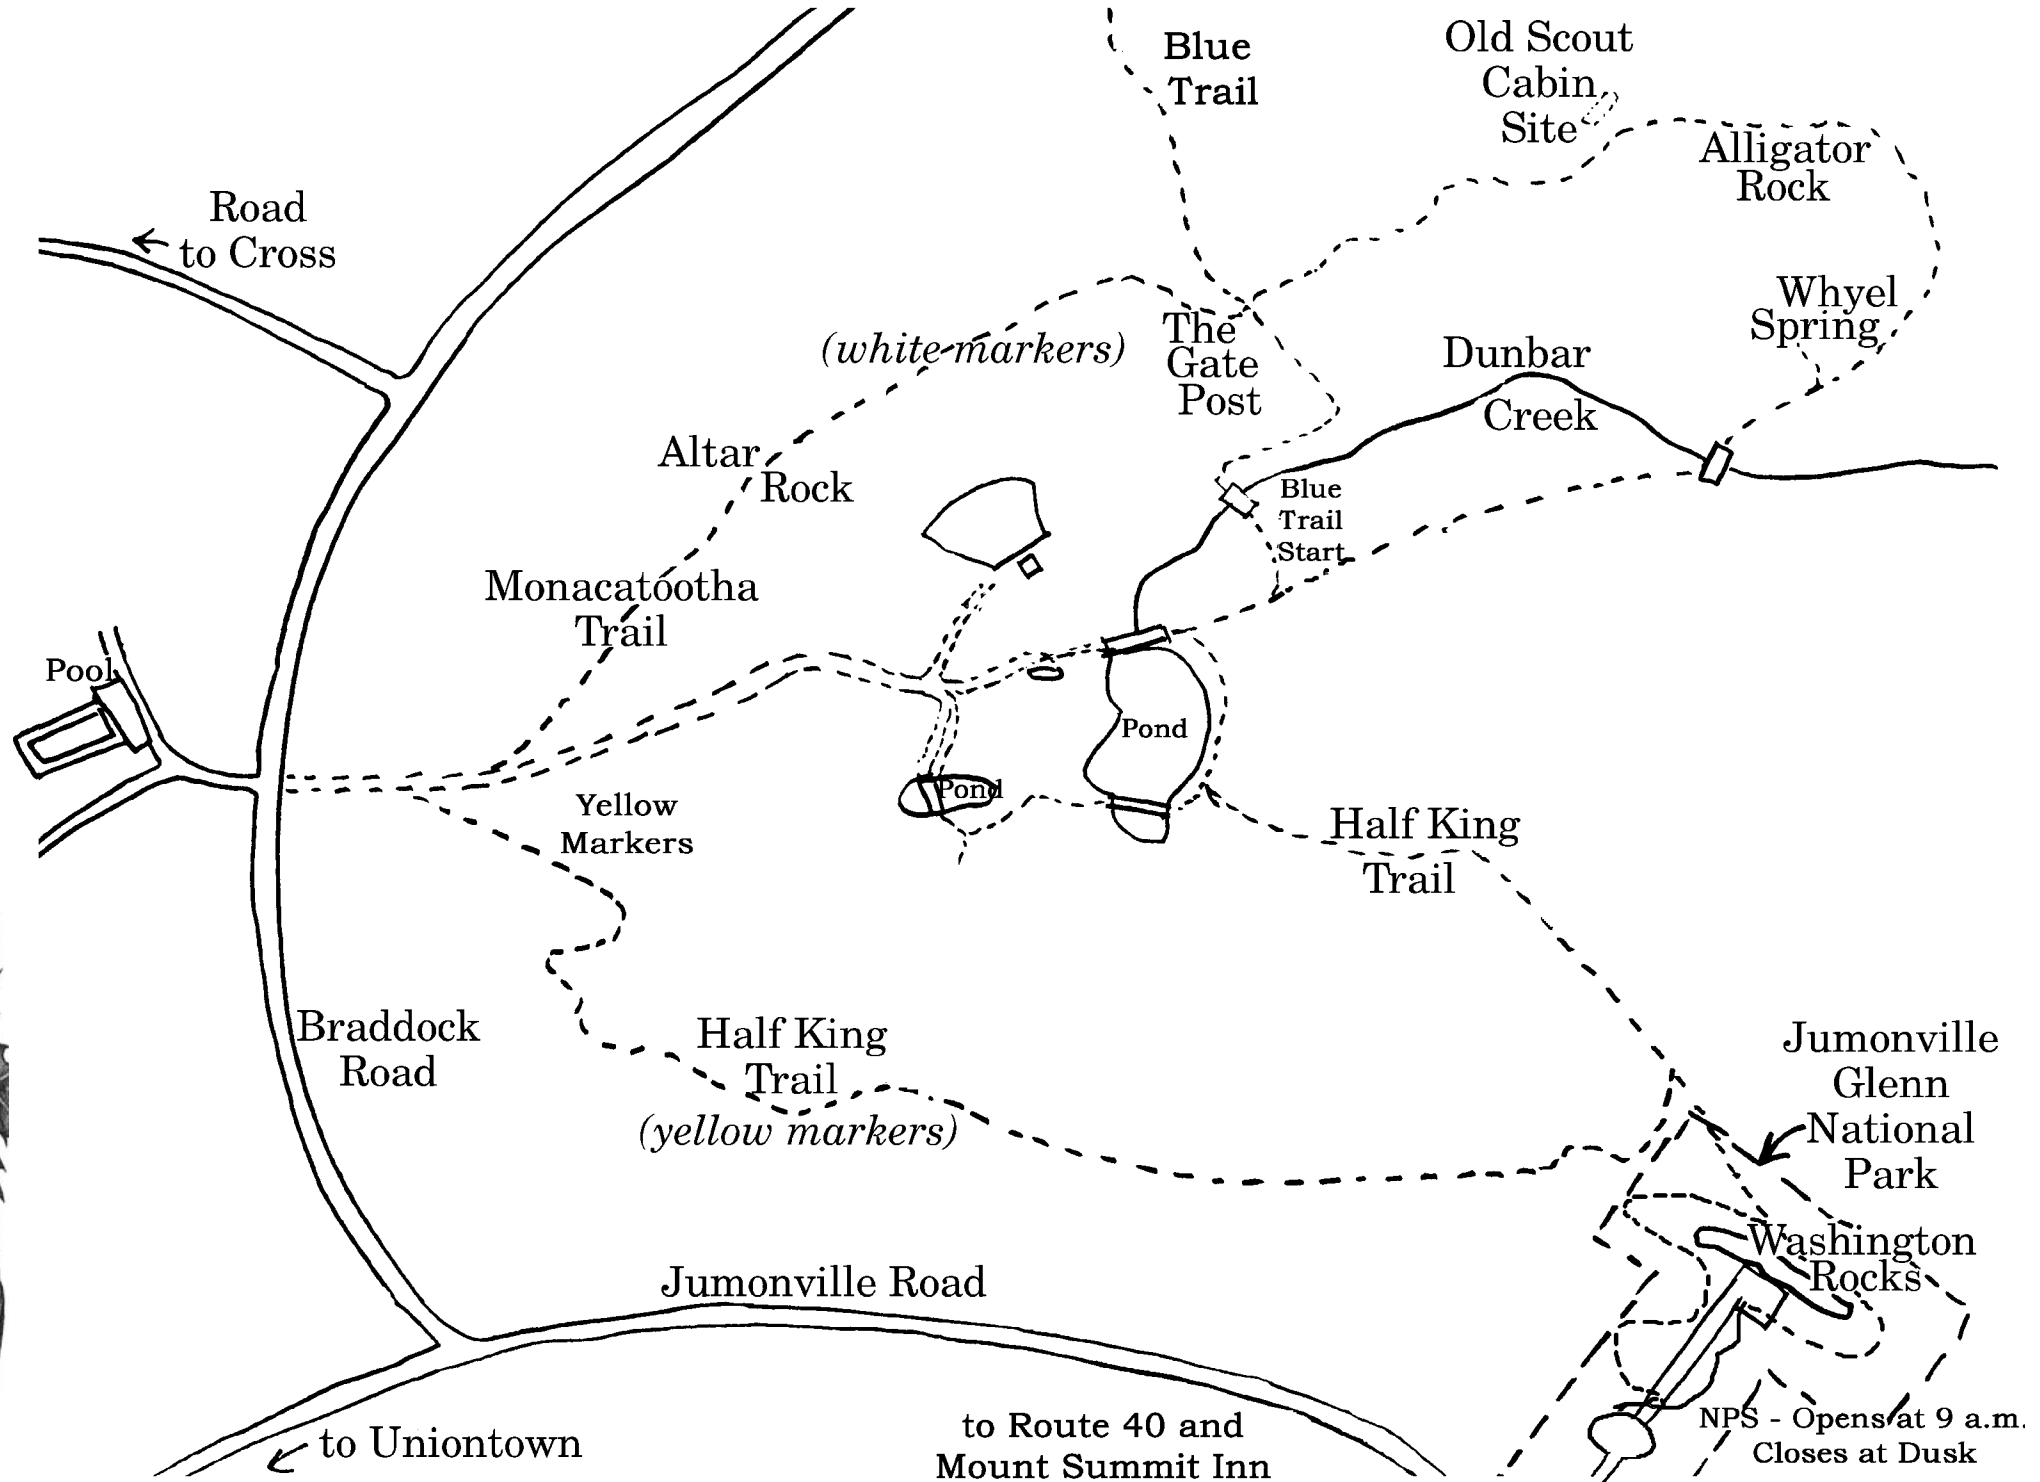 Blue
Trail
Old Scout
Cabin
Site
Alligator
Rock
Road
to Cross
Whyel
Spring
(white markers)
The
Gate
Post
Dunbar
Creek
Altar
Rock
Blue
Trail
Start
Monacatootha
Trail
Pool
Pond
Pond
Yellow
Markers
Half King
Trail
Braddock
Road
Half King
Trail
(yellow markers)
Jumonville
Glenn
National
Park
Washington
Rocks
Jumonville Road
to Uniontown
to Route 40 and
Mount Summit Inn
NPS - Opens at 9 a.m.
Closes at Dusk